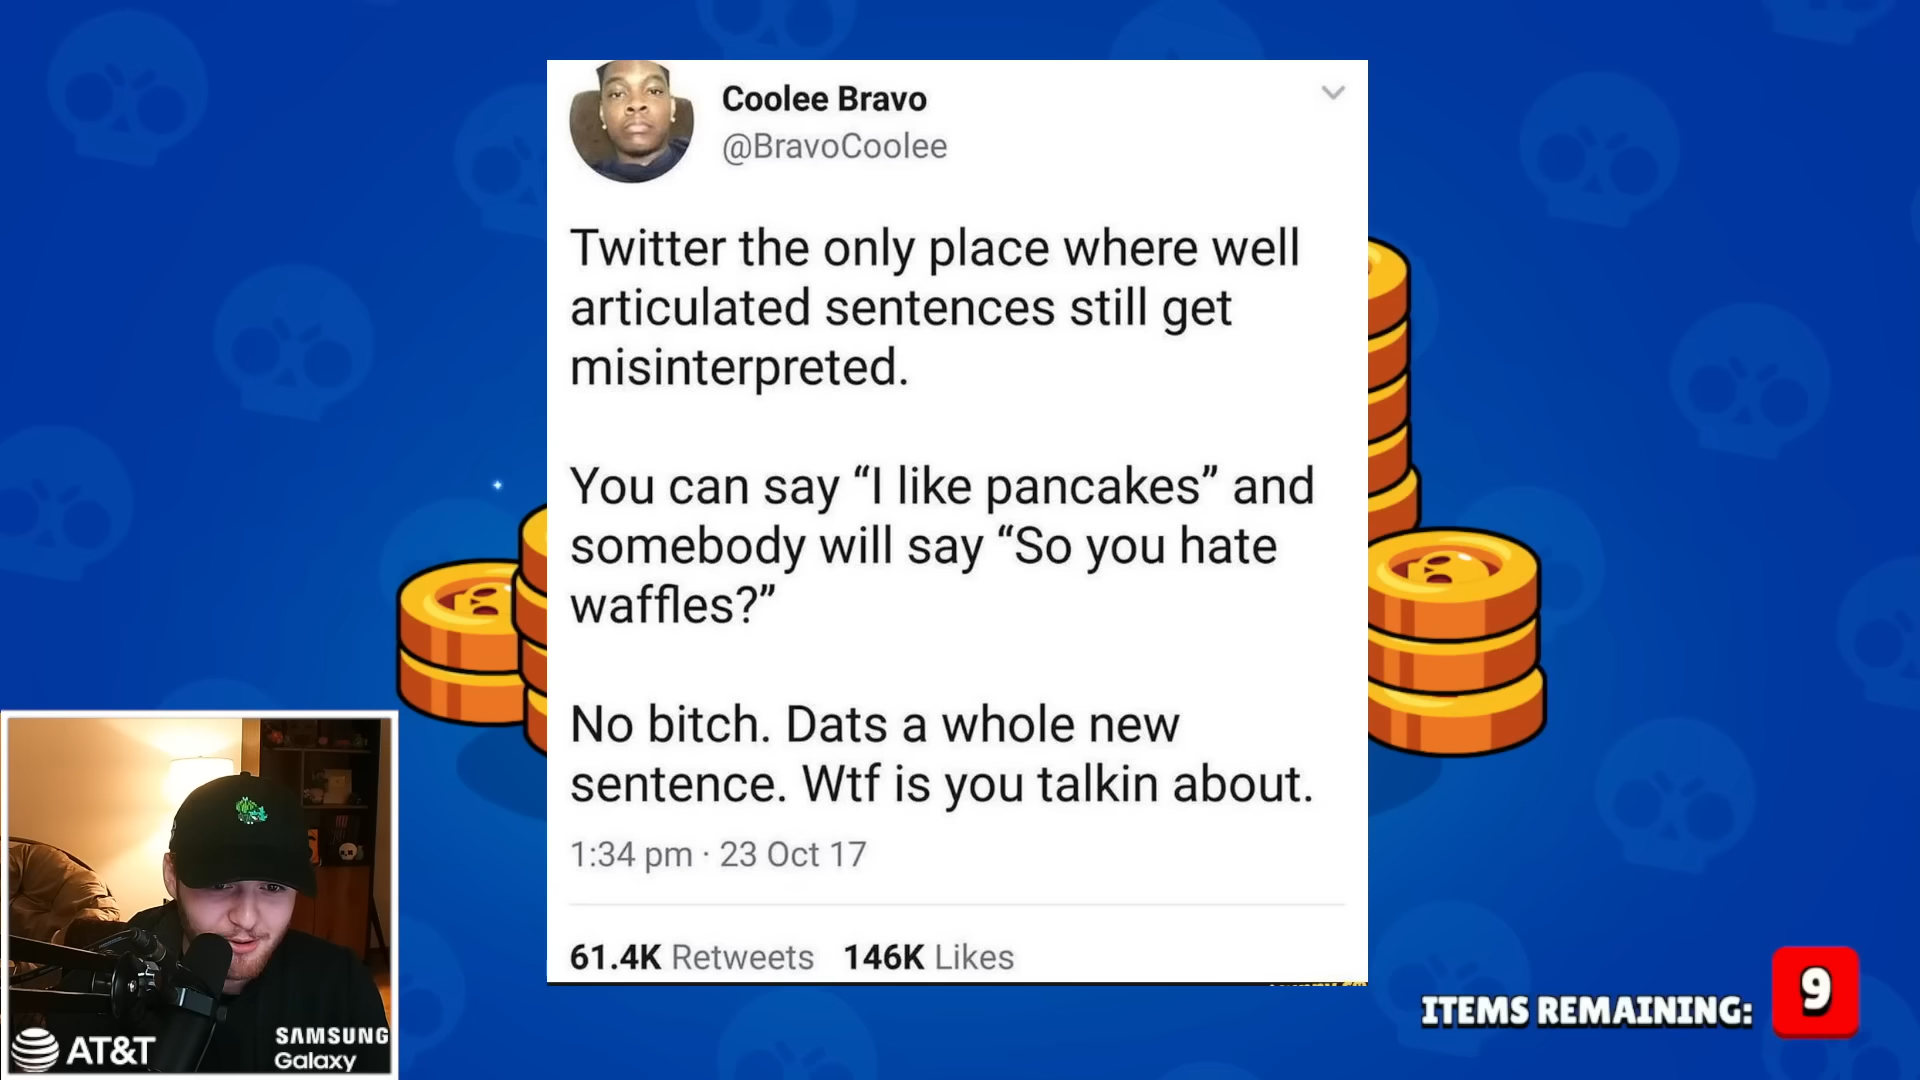 Coolee Bravo
@BravoCoolee
Twitter the only place where well
articulated sentences still get
misinterpreted.
You can say “I like pancakes” and
somebody will say “So you hate
waffles?”
No bitch. Dats a whole new
sentence. Wtf is you talkin about.
1:34 pm · 23 Oct 17
61.4K Retweets 146K Likes
AT&T
SAMSUNG
Galaxy
ITEMS REMAINING: 9